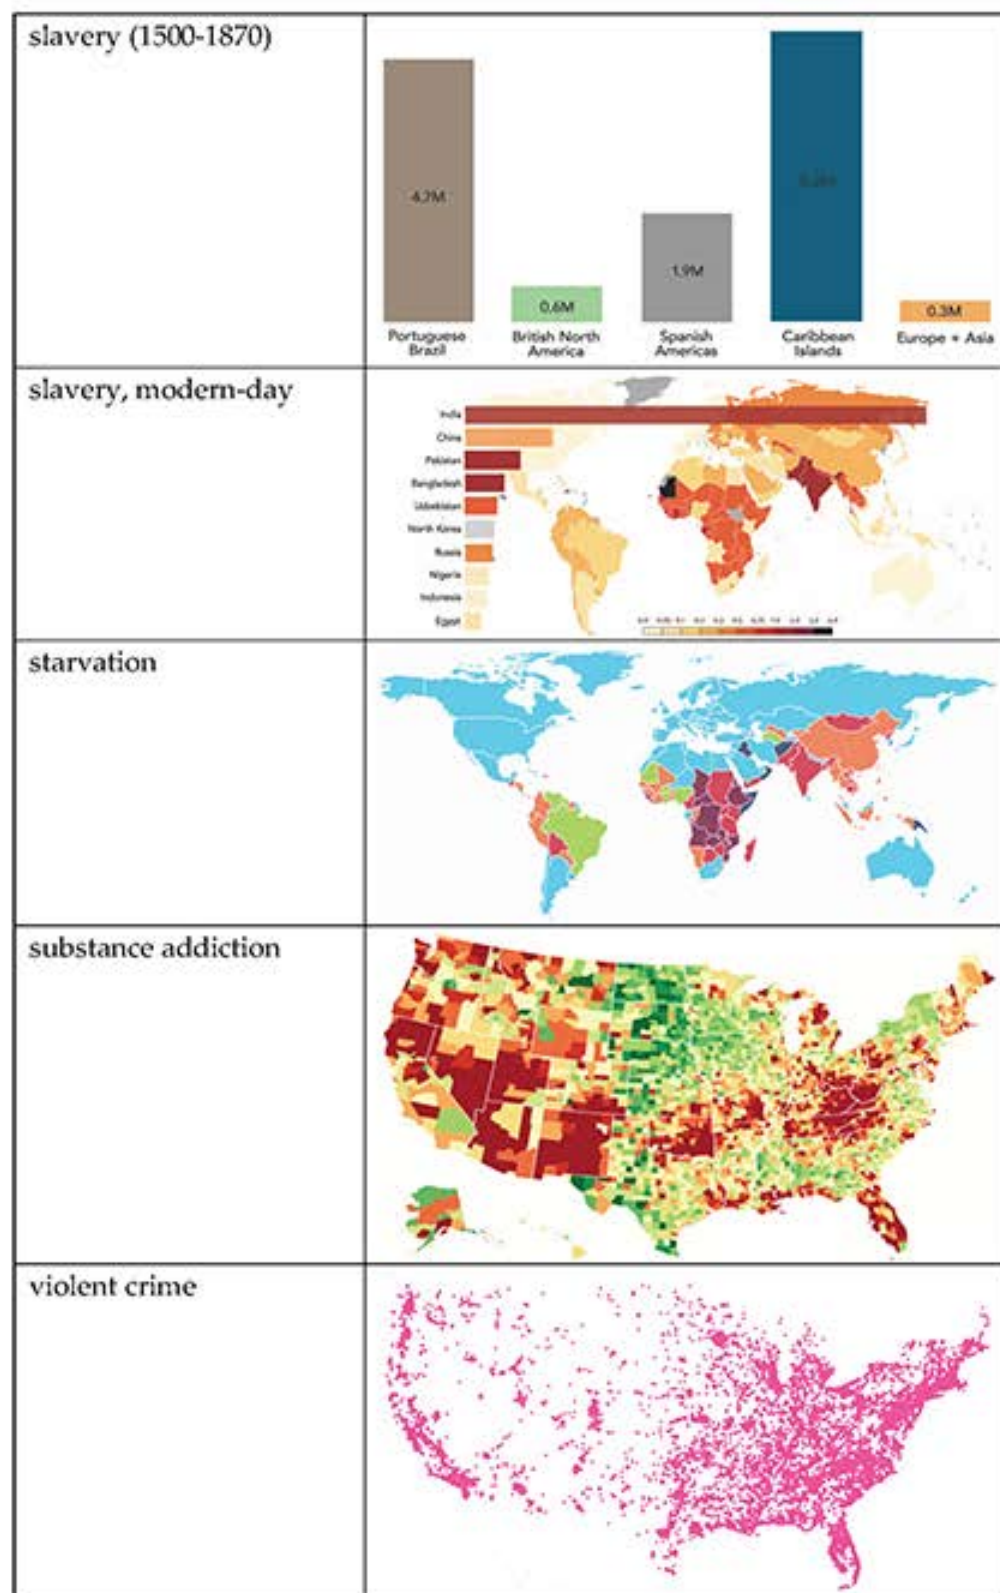 slavery (1500-1870)
4.7M
0.6M
1.9M
0.3M
Portuguese
Brazil
British North
America
Spanish
Americas
Caribbean
Islands
Europe + Asia
slavery, modern-day
India
China
Pakistan
Bangladesh
Uzbekistan
North Korea
Russia
Nigeria
Indonesia
Egypt
starvation
substance addiction
violent crime